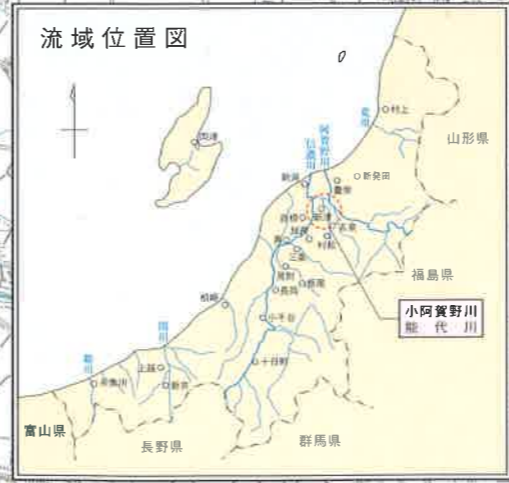 流域位置図
村上
荒川
山形県
両津
阿賀野川
信濃川
新潟
豊栄
新発田
白根
新津
五泉
加茂
村松
燕
三条
見附
栃尾
長岡
福島県
小阿賀野川
能代川
柏崎
小千谷
関川
上越
新井
十日町
姫川
糸魚川
富山県
長野県
群馬県